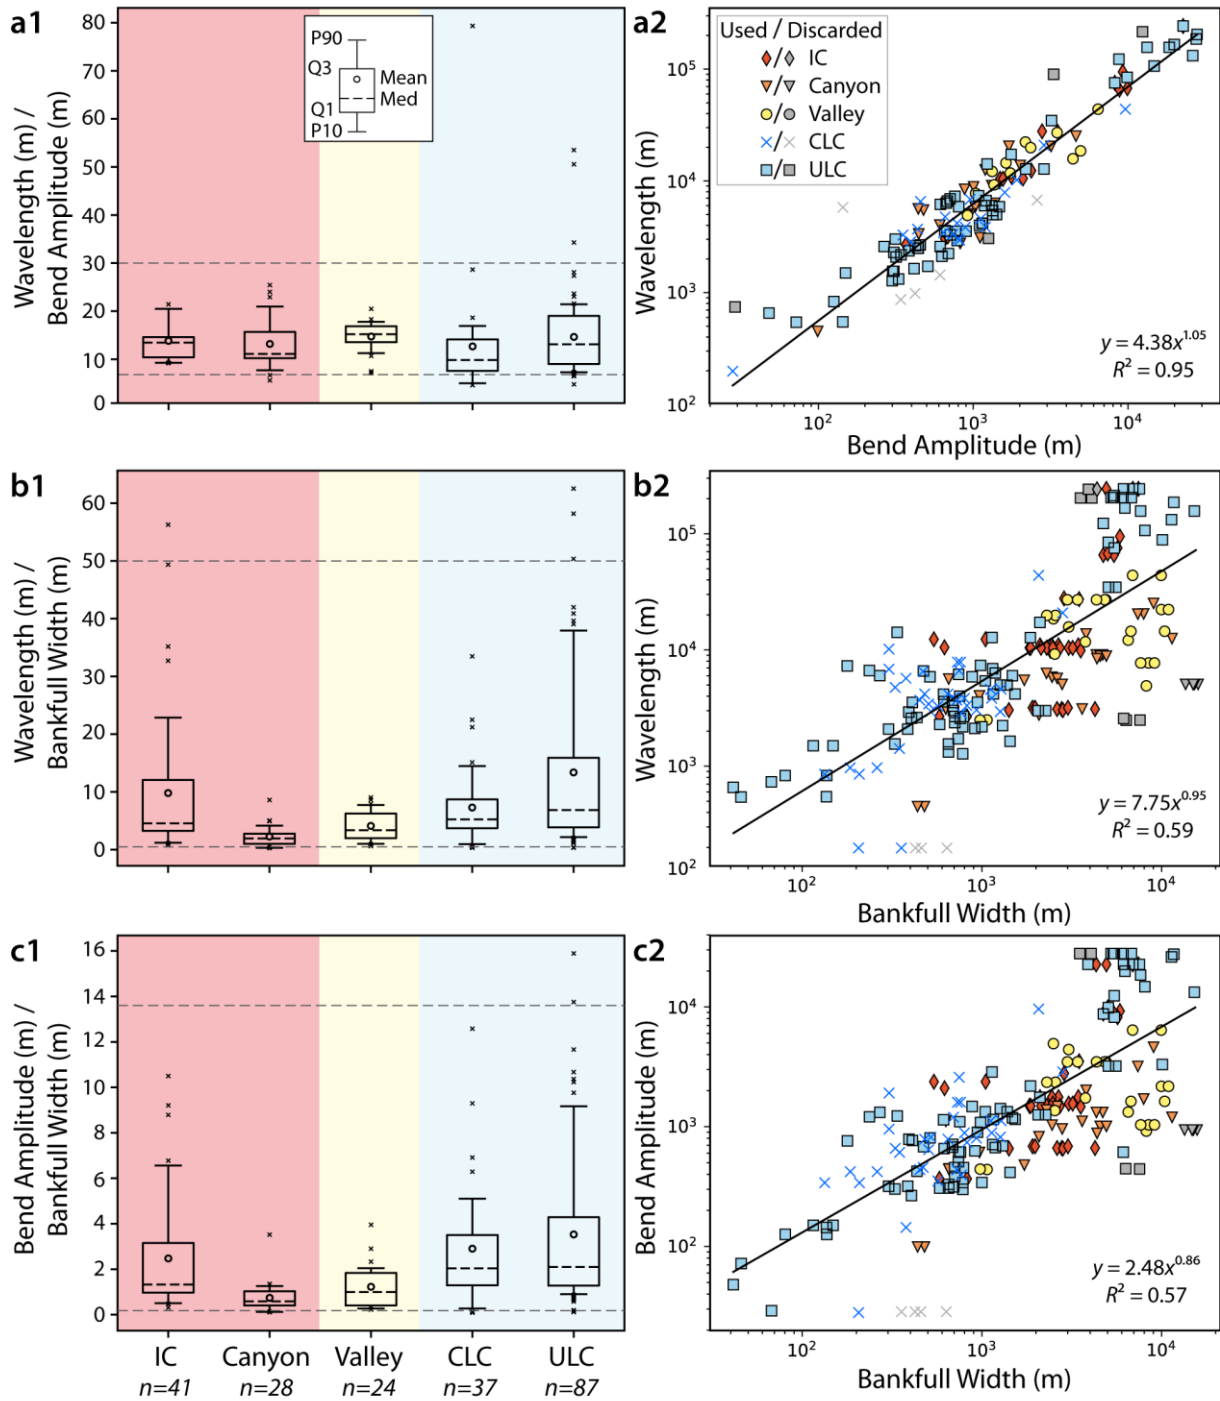 a1
Wavelength (m) /
Bend Amplitude (m)
80
70
60
50
40
30
20
10
0
P90
Q3
Q1
P10
Mean
Med
a2
Wavelength (m)
10^5
10^4
10^3
10^2
Used / Discarded
/ IC
/ Canyon
/ Valley
/ CLC
/ ULC
y = 4.38x^1.05
R^2 = 0.95
10^2 10^3 10^4
Bend Amplitude (m)
b1
Wavelength (m) /
Bankfull Width (m)
60
50
40
30
20
10
0
b2
Wavelength (m)
10^5
10^4
10^3
10^2
y = 7.75x^0.95
R^2 = 0.59
10^2 10^3 10^4
Bankfull Width (m)
c1
Bend Amplitude (m) /
Bankfull Width (m)
16
14
12
10
8
6
4
2
0
IC Canyon Valley CLC ULC
n=41 n=28 n=24 n=37 n=87
c2
Bend Amplitude (m)
10^4
10^3
10^2
y = 2.48x^0.86
R^2 = 0.57
10^2 10^3 10^4
Bankfull Width (m)